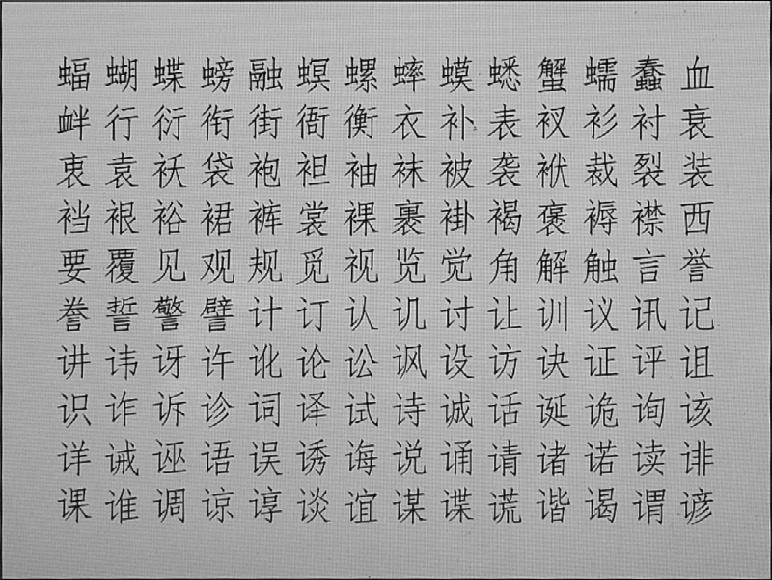 蝠蝴蝶螃融螟螺蟀蟆蟋蟹蠕蠢血
衅行衍衔街衙衡衣补表衩衫衬衰
衷袁袄袋袍袒袖袜被袭袱裁裂装
裆裉裕裙裤裳裸裹褂褐褒褥襟西
要覆见观规觅视览觉角解触言誉
誊誓警譬计订认讥讨让训议讯记
讲讳讶许讹论讼讽设访诀证评诅
识诈诉诊词译试诗诚话诞诡询该
详诫诬语误诱诲说诵请诸诺读诽
课谁调谅谆谈谊谋谍谎谐谒谓谚